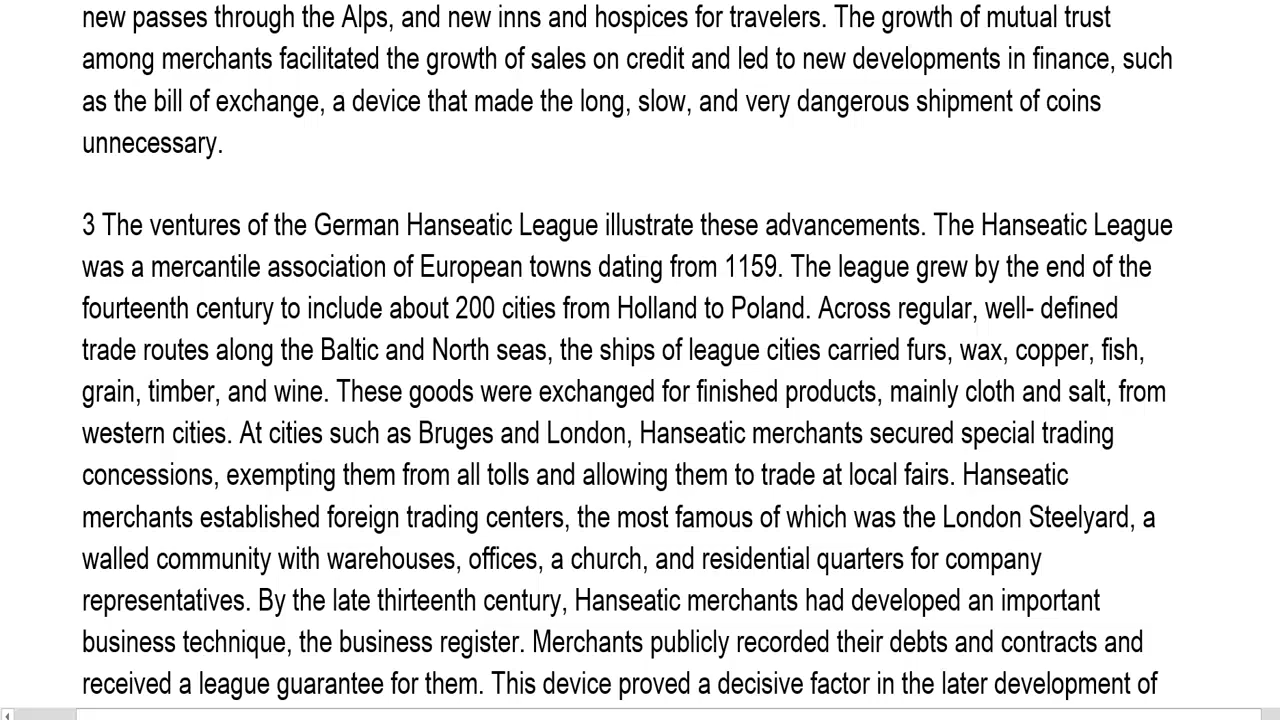 new passes through the Alps, and new inns and hospices for travelers. The growth of mutual trust
among merchants facilitated the growth of sales on credit and led to new developments in finance, such
as the bill of exchange, a device that made the long, slow, and very dangerous shipment of coins
unnecessary.
3 The ventures of the German Hanseatic League illustrate these advancements. The Hanseatic League
was a mercantile association of European towns dating from 1159. The league grew by the end of the
fourteenth century to include about 200 cities from Holland to Poland. Across regular, well- defined
trade routes along the Baltic and North seas, the ships of league cities carried furs, wax, copper, fish,
grain, timber, and wine. These goods were exchanged for finished products, mainly cloth and salt, from
western cities. At cities such as Bruges and London, Hanseatic merchants secured special trading
concessions, exempting them from all tolls and allowing them to trade at local fairs. Hanseatic
merchants established foreign trading centers, the most famous of which was the London Steelyard, a
walled community with warehouses, offices, a church, and residential quarters for company
representatives. By the late thirteenth century, Hanseatic merchants had developed an important
business technique, the business register. Merchants publicly recorded their debts and contracts and
received a league guarantee for them. This device proved a decisive factor in the later development of